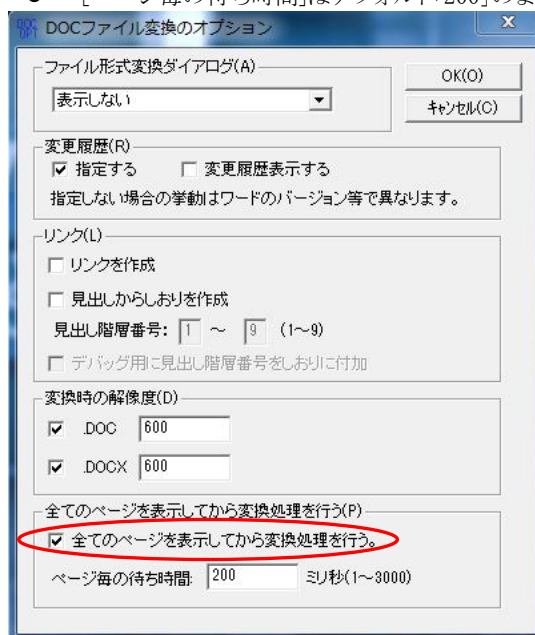 DOCファイル変換のオプション
ファイル形式変換ダイアログ(A)
表示しない
OK(O)
キャンセル(C)
変更履歴(R)
指定する 変更履歴表示する
指定しない場合の挙動はワードのバージョン等で異なります。
リンク(L)
リンクを作成
見出しからしおりを作成
見出し階層番号: 1 ～ 9 (1～9)
デバッグ用に見出し階層番号をしおりに付加
変換時の解像度(D)
.DOC 600
.DOCX 600
全てのページを表示してから変換処理を行う(P)
全てのページを表示してから変換処理を行う。
ページ毎の待ち時間: 200 ミリ秒(1～3000)